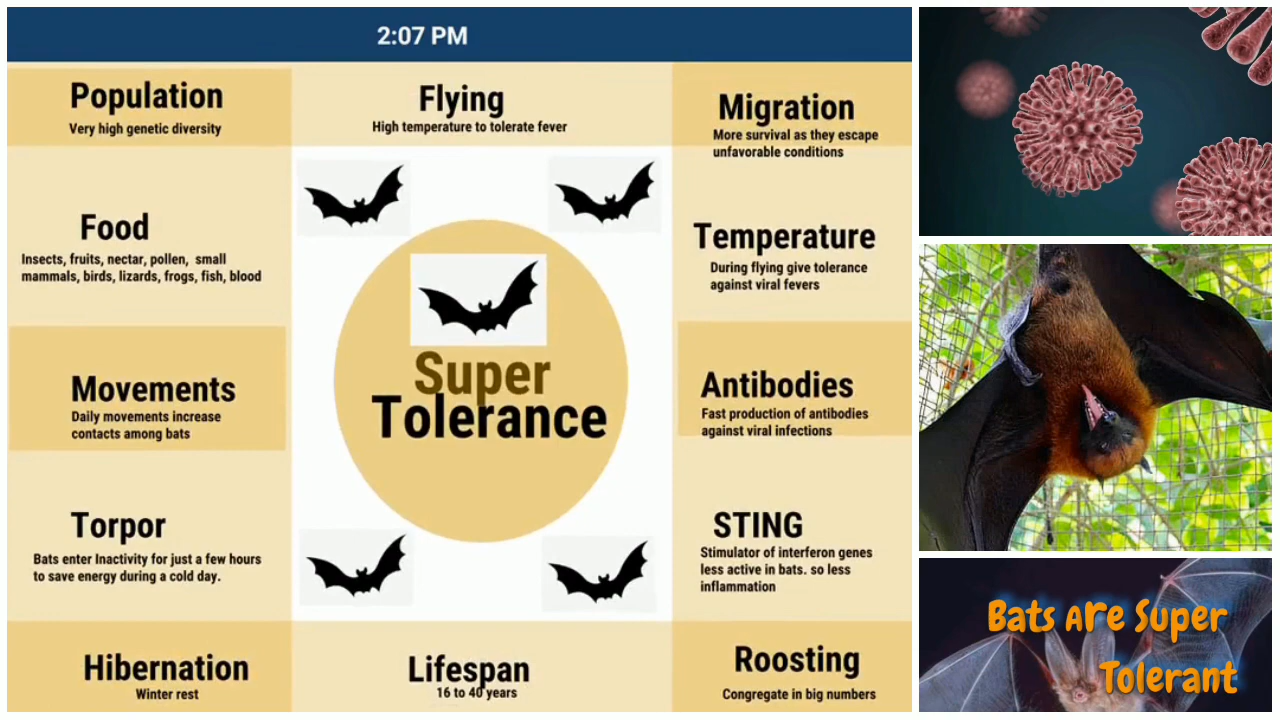 2:07 PM
Population
Very high genetic diversity
Flying
High temperature to tolerate fever
Migration
More survival as they escape
unfavorable conditions
Food
Insects, fruits, nectar, pollen, small
mammals, birds, lizards, frogs, fish, blood
Temperature
During flying give tolerance
against viral fevers
Super
Tolerance
Movements
Daily movements increase
contacts among bats
Antibodies
Fast production of antibodies
against viral infections
Torpor
Bats enter Inactivity for just a few hours
to save energy during a cold day.
STING
Stimulator of interferon genes
less active in bats. so less
inflammation
Hibernation
Winter rest
Lifespan
16 to 40 years
Roosting
Congregate in big numbers
Bats Are Super
Tolerant